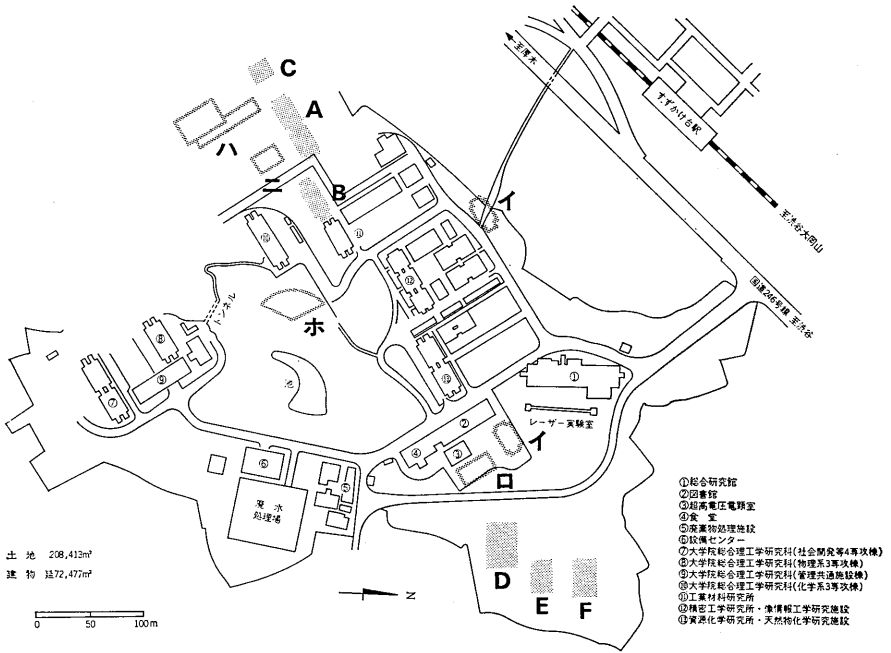 至厚木
すずかけ台駅
至渋谷大岡山
国道246号線 至渋谷
C
A
ハ
ニ
B
イ
⑩
⑪
⑫
トンネル
ホ
⑧
⑨
⑦
池
⑬
①
レーザー実験室
②
④
③
イ
ロ
⑥
⑤
廃水
処理場
D
E
F
N
土地 208,413m²
建物 延72,477m²
0 50 100m
①総合研究館
②図書館
③超高電圧電顕室
④食堂
⑤廃棄物処理施設
⑥設備センター
⑦大学院総合理工学研究科(社会開発等4専攻棟)
⑧大学院総合理工学研究科(物理系3専攻棟)
⑨大学院総合理工学研究科(管理共通施設棟)
⑩大学院総合理工学研究科(化学系3専攻棟)
⑪工業材料研究所
⑫精密工学研究所・像情報工学研究施設
⑬資源化学研究所・天然物化学研究施設